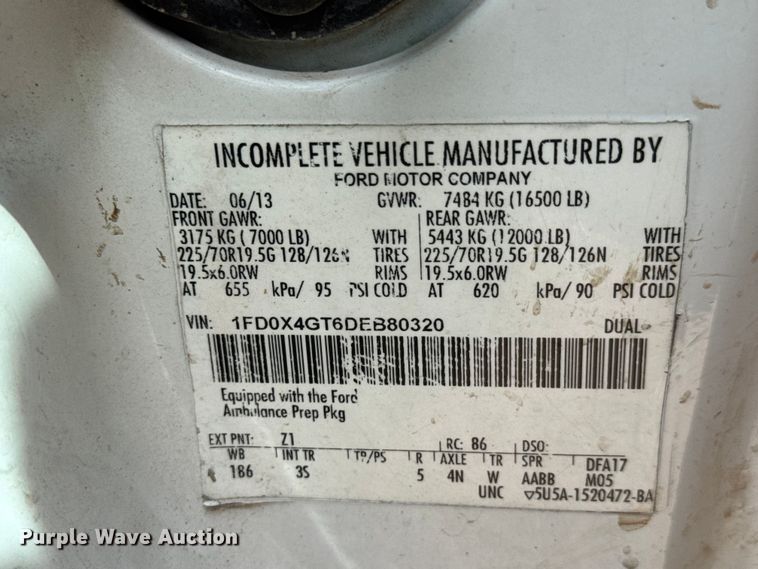 INCOMPLETE VEHICLE MANUFACTURED BY
FORD MOTOR COMPANY
DATE: 06/13 GVWR: 7484 KG (16500 LB)
FRONT GAWR: REAR GAWR:
3175 KG ( 7000 LB) WITH 5443 KG (12000 LB) WITH
225/70R19.5G 128/126N TIRES 225/70R19.5G 128/126N TIRES
19.5x6.0RW RIMS 19.5x6.0RW RIMS
AT 655 kPa/ 95 PSI COLD AT 620 kPa/ 90 PSI COLD
VIN: 1FD0X4GT6DEB80320 DUAL
Equipped with the Ford
Ambulance Prep Pkg
EXT PNT: Z1 RC: 86 DSO:
WB INT TR TP/PS R AXLE TR SPR DFA17
186 3S 5 4N W AABB M05
UNC ▽5U5A-1520472-BA
Purple Wave Auction